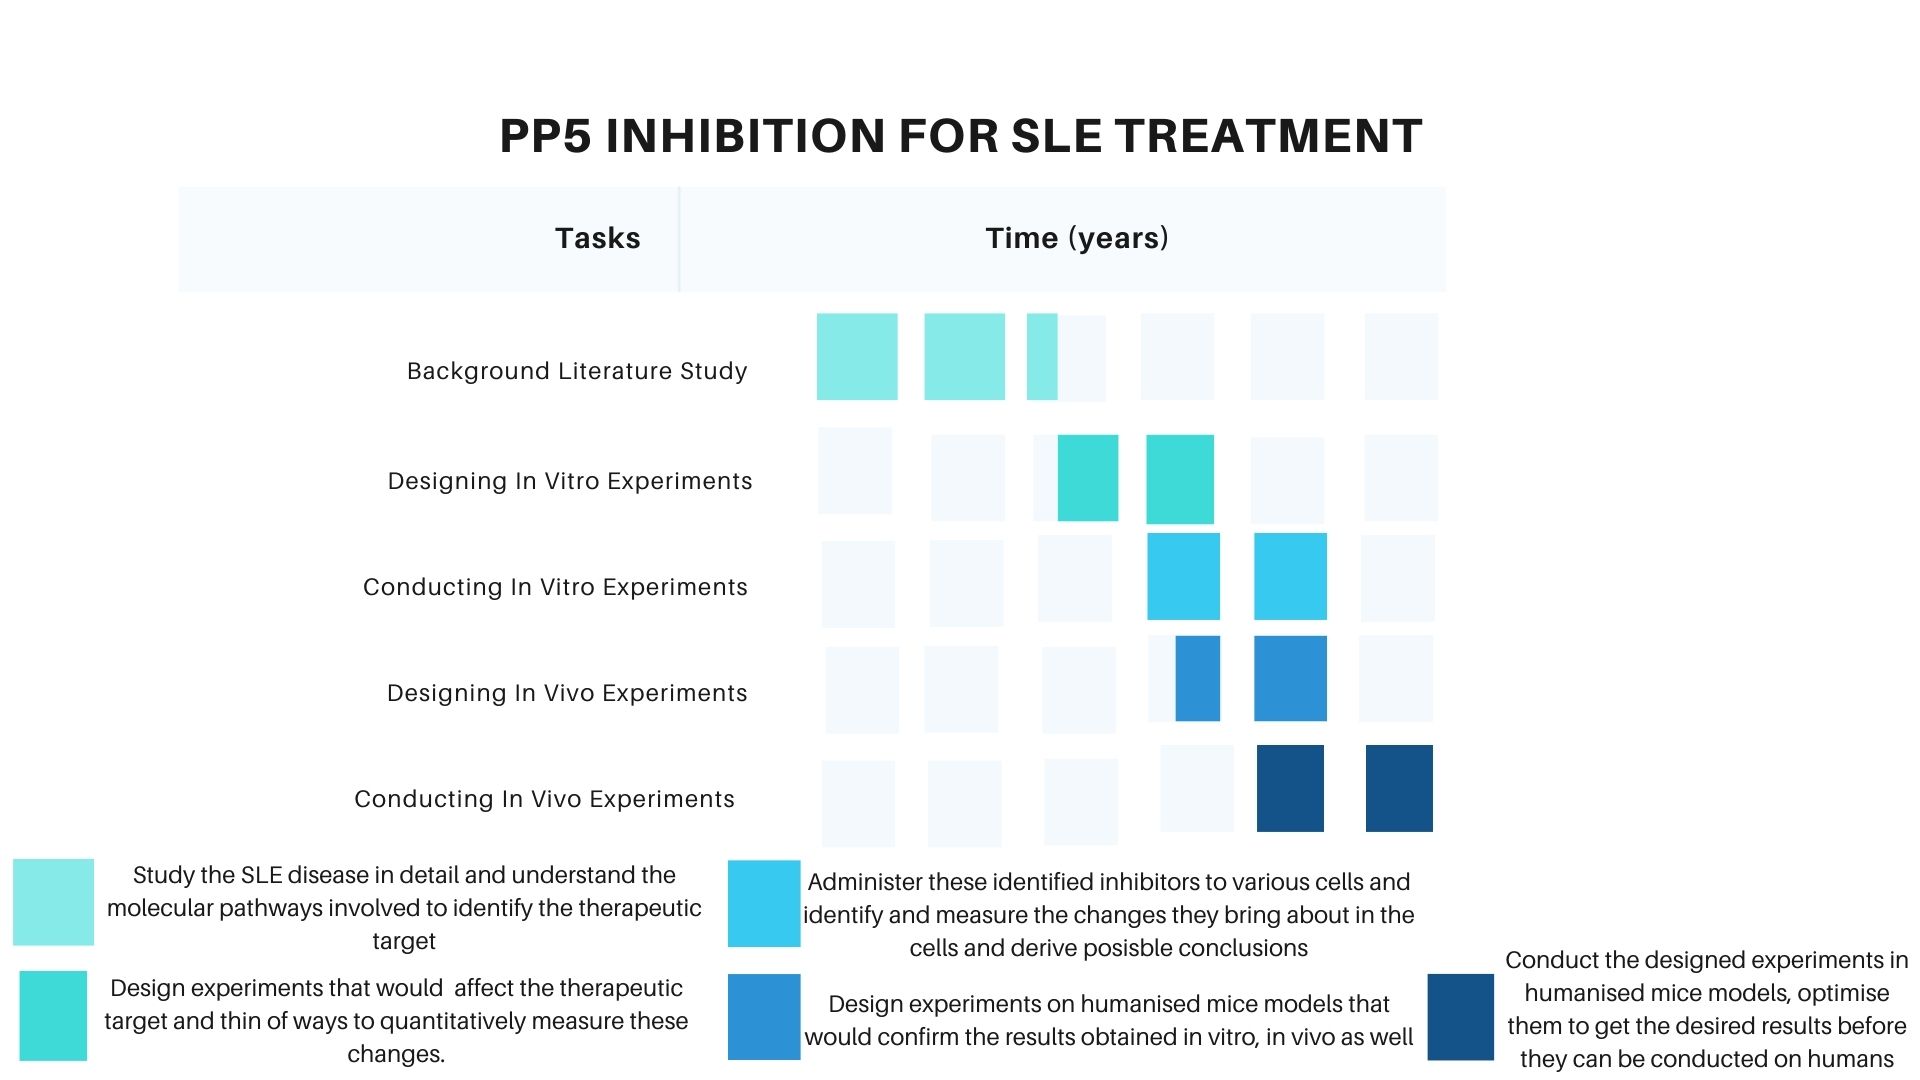 PP5 INHIBITION FOR SLE TREATMENT
Tasks
Time (years)
Background Literature Study
Designing In Vitro Experiments
Conducting In Vitro Experiments
Designing In Vivo Experiments
Conducting In Vivo Experiments
Study the SLE disease in detail and understand the
molecular pathways involved to identify the therapeutic
target
Design experiments that would  affect the therapeutic
target and thin of ways to quantitatively measure these
changes.
Administer these identified inhibitors to various cells and
identify and measure the changes they bring about in the
cells and derive posisble conclusions
Design experiments on humanised mice models that
would confirm the results obtained in vitro, in vivo as well
Conduct the designed experiments in
humanised mice models, optimise
them to get the desired results before
they can be conducted on humans